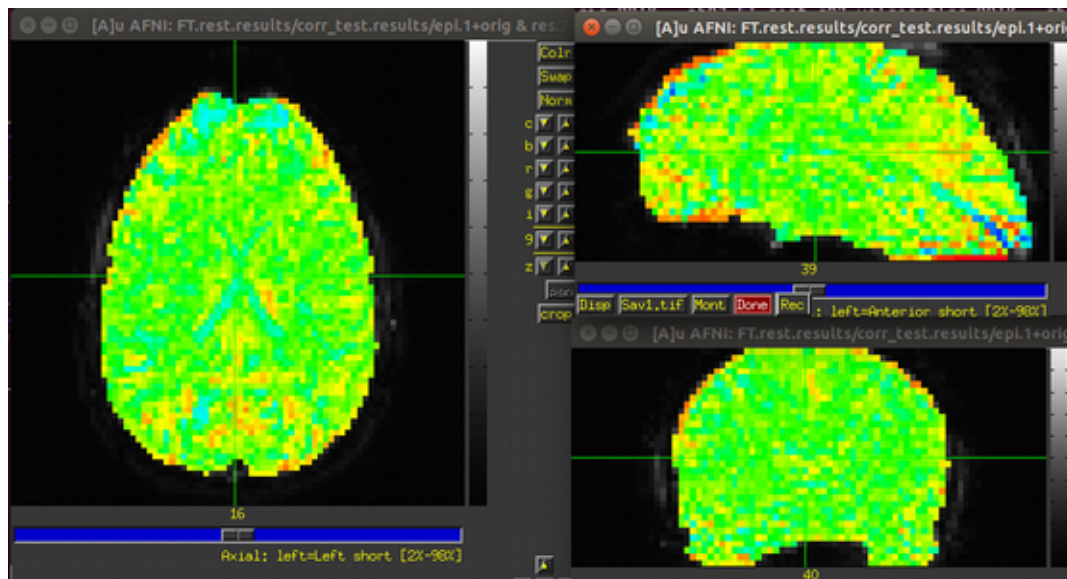 [A]u AFNI: FT.rest.results/corr_test.results/epi.1+orig & res...
Colr
Swap
Norm
c
b
r
g
i
9
z
pan
crop
16
Axial: left=Left short [2%-98%]
[A]u AFNI: FT.rest.results/corr_test.results/epi.1+orig
39
Disp
Sav1.tif
Mont
Done
Rec
: left=Anterior short [2%-98%]
[A]u AFNI: FT.rest.results/corr_test.results/epi.1+orig
40